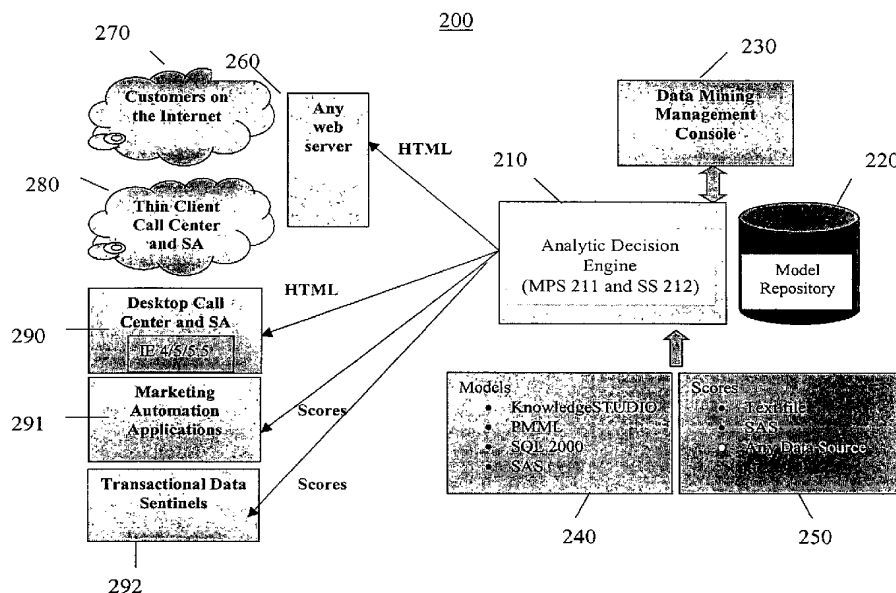 200
270
260
230
Customers on
the Internet
Any
web
server
HTML
Data Mining
Management
Console
210
220
280
Thin Client
Call Center
and SA
Analytic Decision
Engine
(MPS 211 and SS 212)
Model
Repository
HTML
Desktop Call
Center and SA
IE 4/5/5.5
290
Marketing
Automation
Applications
291
Scores
Models
KnowledgeSTUDIO
PMML
SQL 2000
SAS
Scores
Text file
SAS
Any Data Source
Transactional Data
Sentinels
Scores
240
250
292